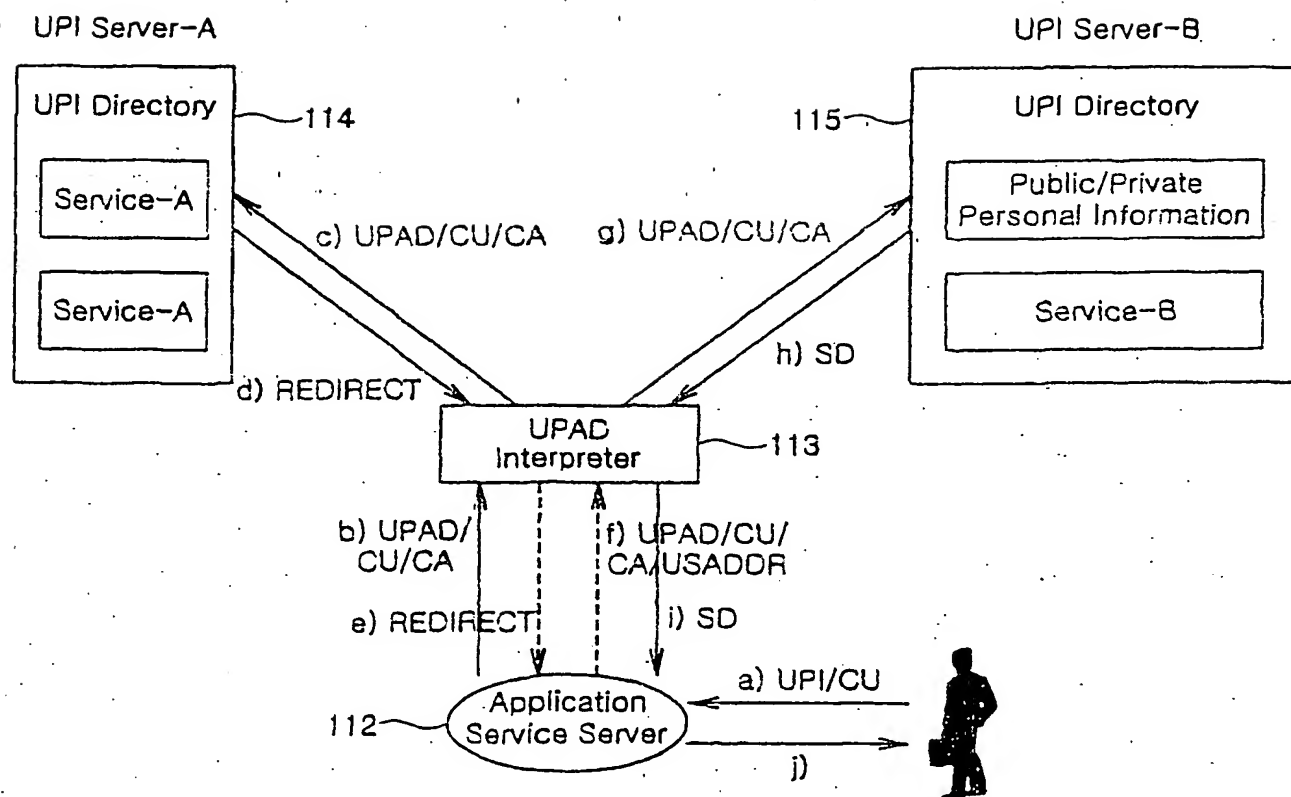 UPI Server-A
UPI Server-B
UPI Directory
114
115
UPI Directory
Service-A
Public/Private
Personal Information
c) UPAD/CU/CA
g) UPAD/CU/CA
Service-A
Service-B
h) SD
d) REDIRECT
UPAD
Interpreter
113
b) UPAD/
CU/CA
f) UPAD/CU/
CA/USADDR
e) REDIRECT
i) SD
a) UPI/CU
112
Application
Service Server
j)